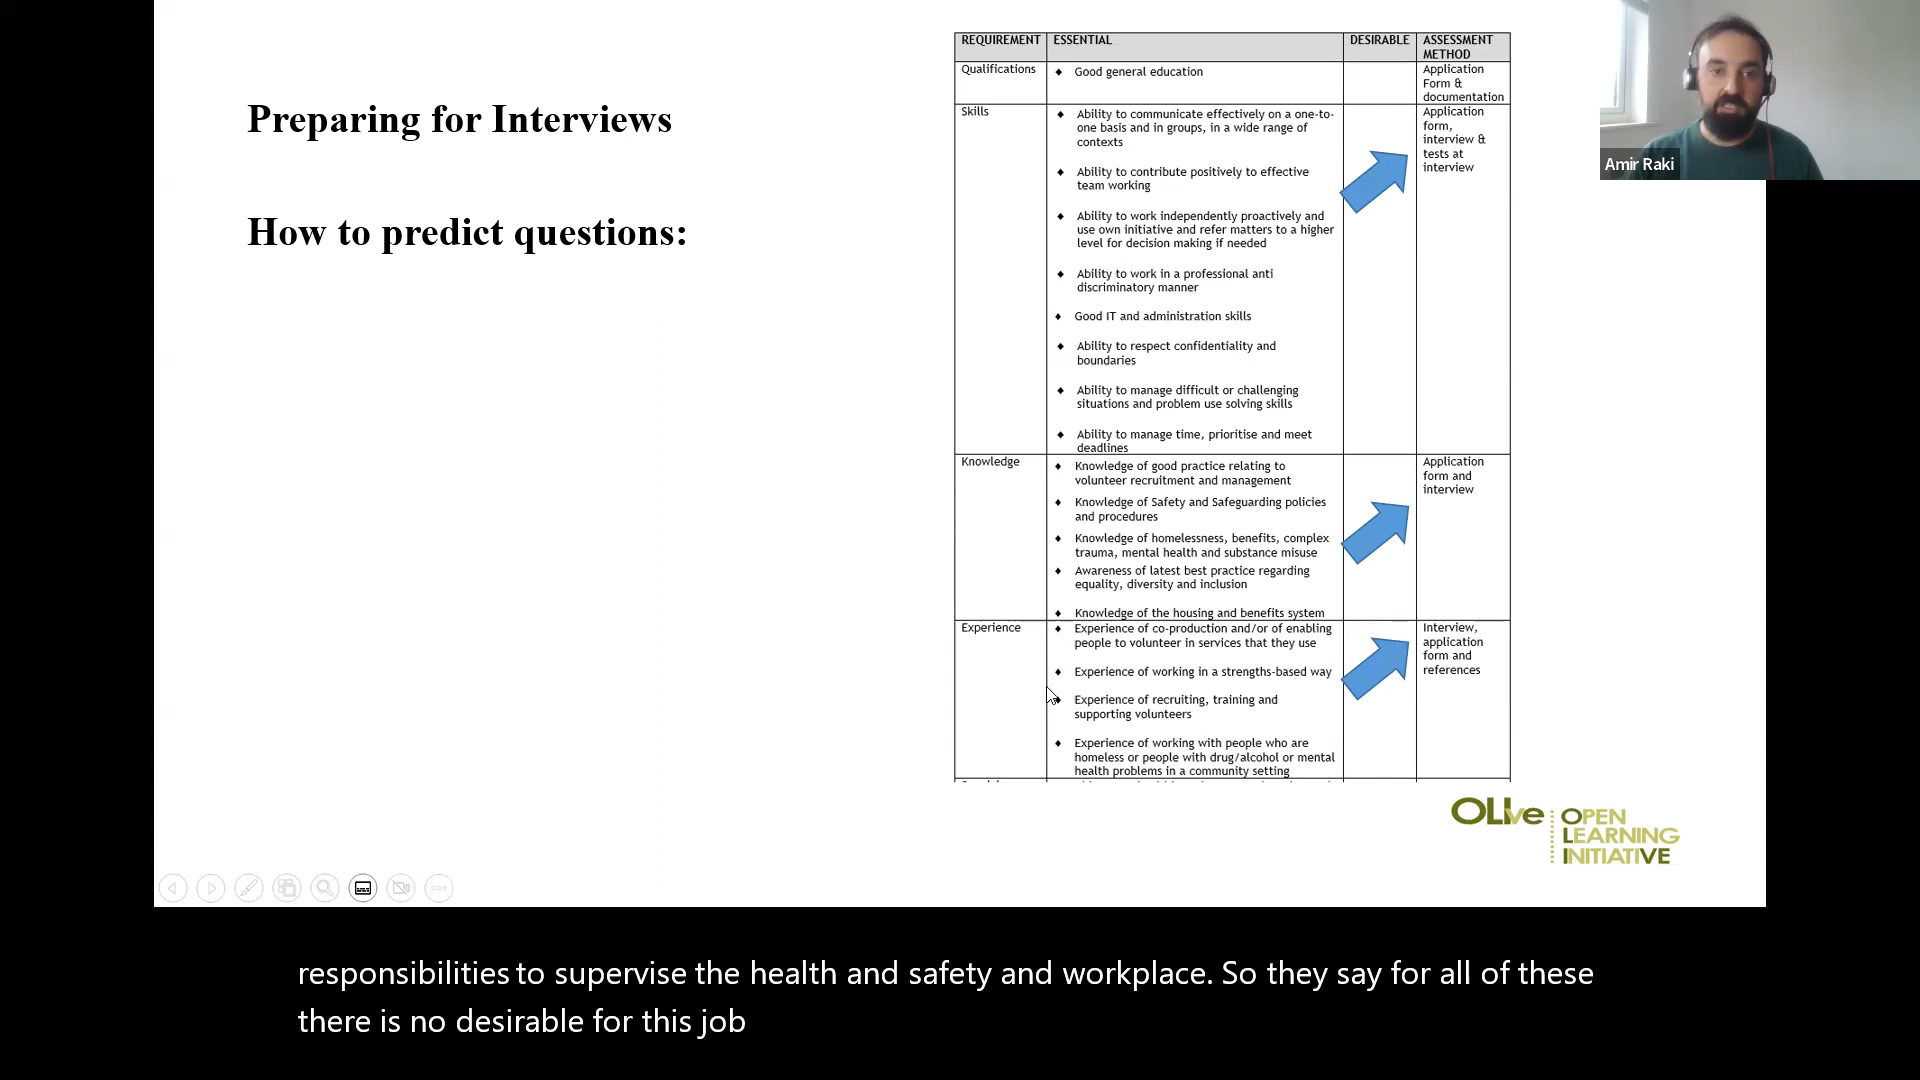 Preparing for Interviews
How to predict questions:
REQUIREMENT ESSENTIAL DESIRABLE ASSESSMENT
METHOD
Qualifications
♦ Good general education
Application
Form &
documentation
Skills
♦ Ability to communicate effectively on a one-to-
one basis and in groups, in a wide range of
contexts
♦ Ability to contribute positively to effective
team working
♦ Ability to work independently proactively and
use own initiative and refer matters to a higher
level for decision making if needed
♦ Ability to work in a professional anti
discriminatory manner
♦ Good IT and administration skills
♦ Ability to respect confidentiality and
boundaries
♦ Ability to manage difficult or challenging
situations and problem use solving skills
♦ Ability to manage time, prioritise and meet
deadlines
Application
form,
interview &
tests at
interview
Knowledge
♦ Knowledge of good practice relating to
volunteer recruitment and management
♦ Knowledge of Safety and Safeguarding policies
and procedures
♦ Knowledge of homelessness, benefits, complex
trauma, mental health and substance misuse
♦ Awareness of latest best practice regarding
equality, diversity and inclusion
♦ Knowledge of the housing and benefits system
Application
form and
interview
Experience
♦ Experience of co-production and/or of enabling
people to volunteer in services that they use
♦ Experience of working in a strengths-based way
♦ Experience of recruiting, training and
supporting volunteers
♦ Experience of working with people who are
homeless or people with drug/alcohol or mental
health problems in a community setting
Interview,
application
form and
references
Amir Raki
OLIve
OPEN
LEARNING
INITIATIVE
responsibilities to supervise the health and safety and workplace. So they say for all of these
there is no desirable for this job